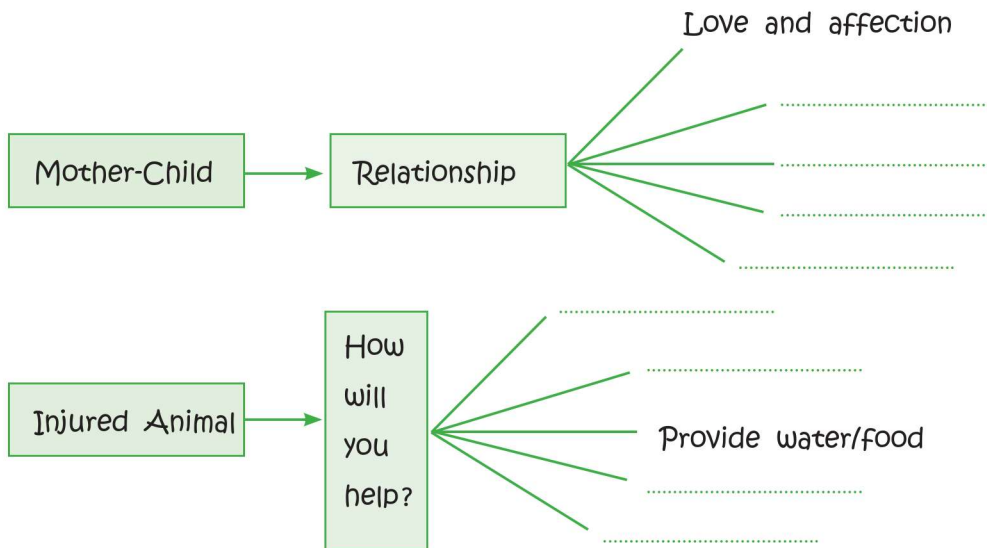 Love and affection
Mother-Child
Relationship
How
will
you
help?
Injured Animal
Provide water/food